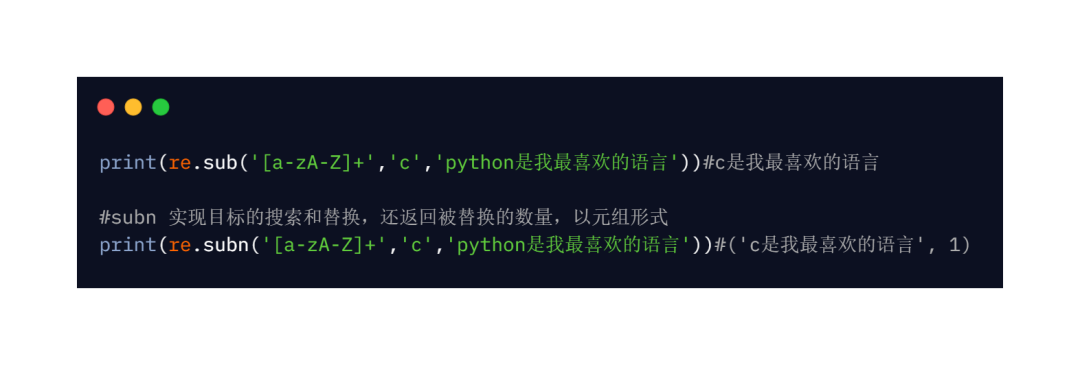 print(re.sub('[a-zA-Z]+','c','python是我最喜欢的语言'))#c是我最喜欢的语言
#subn 实现目标的搜索和替换，还返回被替换的数量，以元组形式
print(re.subn('[a-zA-Z]+','c','python是我最喜欢的语言'))#('c是我最喜欢的语言', 1)